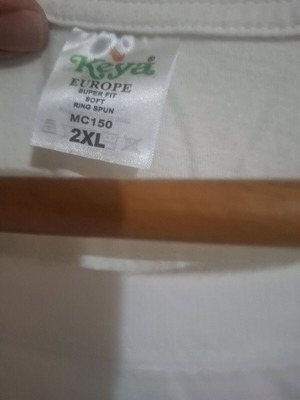 Keya
EUROPE
SUPER FIT
SOFT
RING SPUN
MC150
2XL